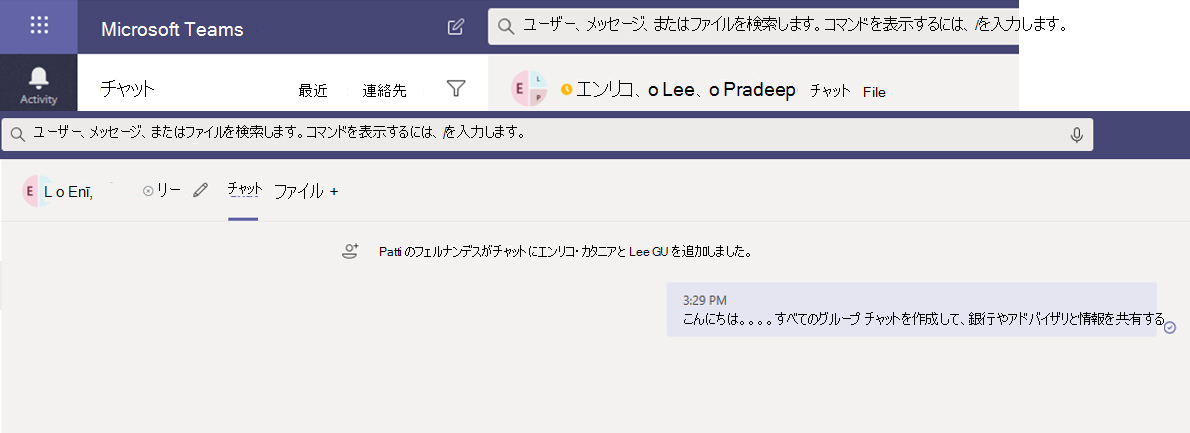 Microsoft Teams
ユーザー、メッセージ、またはファイルを検索します。コマンドを表示するには、/を入力します。
Activity
チャット 最近 連絡先
E L P エンリコ、o Lee、o Pradeep チャット File
ユーザー、メッセージ、またはファイルを検索します。コマンドを表示するには、/を入力します。
E L o Enī, リー チャット ファイル +
Patti のフェルナンデスがチャットにエンリコ・カタニアと Lee GU を追加しました。
3:29 PM
こんにちは。。。。すべてのグループ チャットを作成して、銀行やアドバイザリと情報を共有する